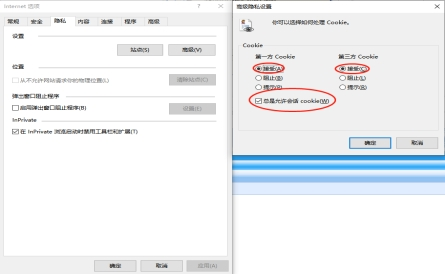 Internet 选项
常规 安全 隐私 内容 连接 程序 高级
设置
站点(S) 高级(V)
位置
从不允许网站请求你的物理位置(L) 清除站点(C)
弹出窗口阻止程序
启用弹出窗口阻止程序(B) 设置(E)
InPrivate
在 InPrivate 浏览启动时禁用工具栏和扩展(T)
确定 取消 应用(A)
高级隐私设置
你可以选择如何处理 Cookie。
Cookie
第一方 Cookie 第三方 Cookie
接受(A) 接受(C)
阻止(B) 阻止(L)
提示(P) 提示(R)
总是允许会话 cookie(W)
确定 取消